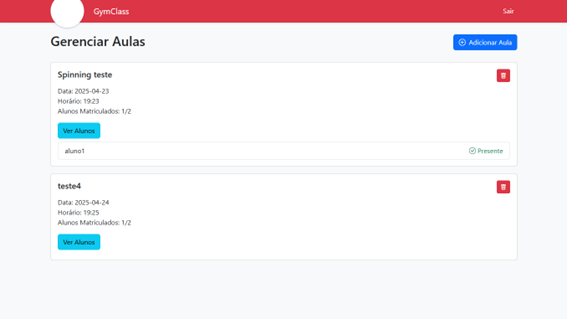 GymClass
Sair
Gerenciar Aulas
Adicionar Aula
Spinning teste
Data: 2025-04-23
Horário: 19:23
Alunos Matriculados: 1/2
Ver Alunos
aluno1
Presente
teste4
Data: 2025-04-24
Horário: 19:25
Alunos Matriculados: 1/2
Ver Alunos